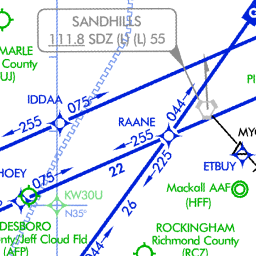 SANDHILLS
111.8 SDZ (L) (L) 55
MARLE
County
UJ)
IDDAA
075
044
255
RAANE
255
225
MYC
PI
HOEY
075
22
ETBUY
KW30U
N35°
Mackall AAF
(HFF)
26
DESBORO
nty Jeff Cloud Fld
(AFP)
044
ROCKINGHAM
Richmond County
(RCZ)